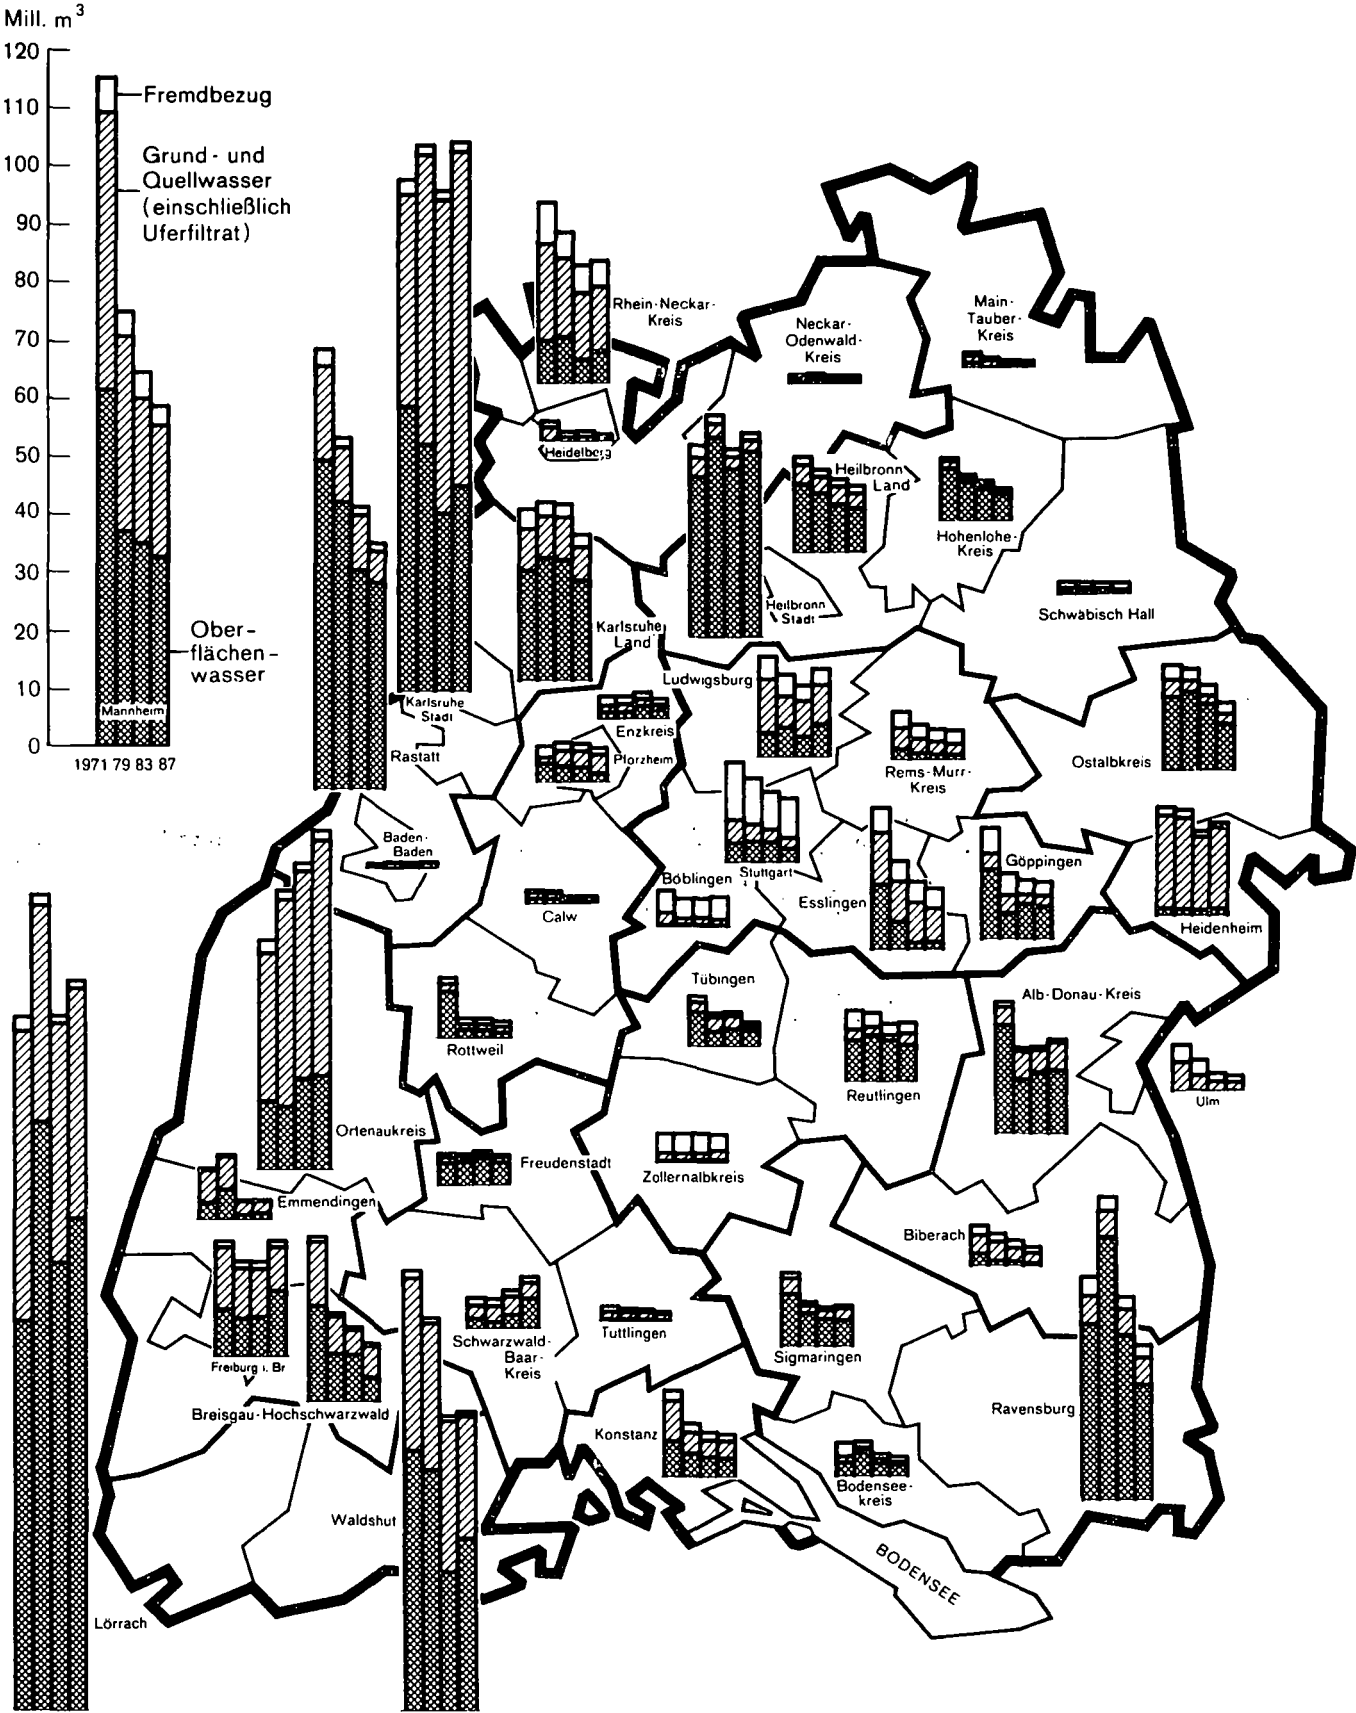 Mill. m³
120
110
100
90
80
70
60
50
40
30
20
10
0
Fremdbezug
Grund- und
Quellwasser
(einschließlich
Uferfiltrat)
Ober-
flächen-
wasser
Mannheim
1971 79 83 87
Rhein-Neckar-
Kreis
Neckar-
Odenwald-
Kreis
Main-
Tauber-
Kreis
Heidelberg
Heilbronn
Land
Hohenlohe-
Kreis
Schwäbisch Hall
Heilbronn
Stadt
Karlsruhe
Land
Ludwigsburg
Karlsruhe
Stadt
Enzkreis
Pforzheim
Rastatt
Rems-Murr-
Kreis
Ostalbkreis
Baden-
Baden
Calw
Böblingen
Stuttgart
Esslingen
Göppingen
Heidenheim
Tübingen
Alb-Donau-Kreis
Rottweil
Reutlingen
Ulm
Ortenaukreis
Freudenstadt
Zollernalbkreis
Emmendingen
Biberach
Freiburg i. Br
Schwarzwald-
Baar-
Kreis
Tuttlingen
Sigmaringen
Breisgau-Hochschwarzwald
Konstanz
Ravensburg
Bodensee-
kreis
Waldshut
BODENSEE
Lörrach